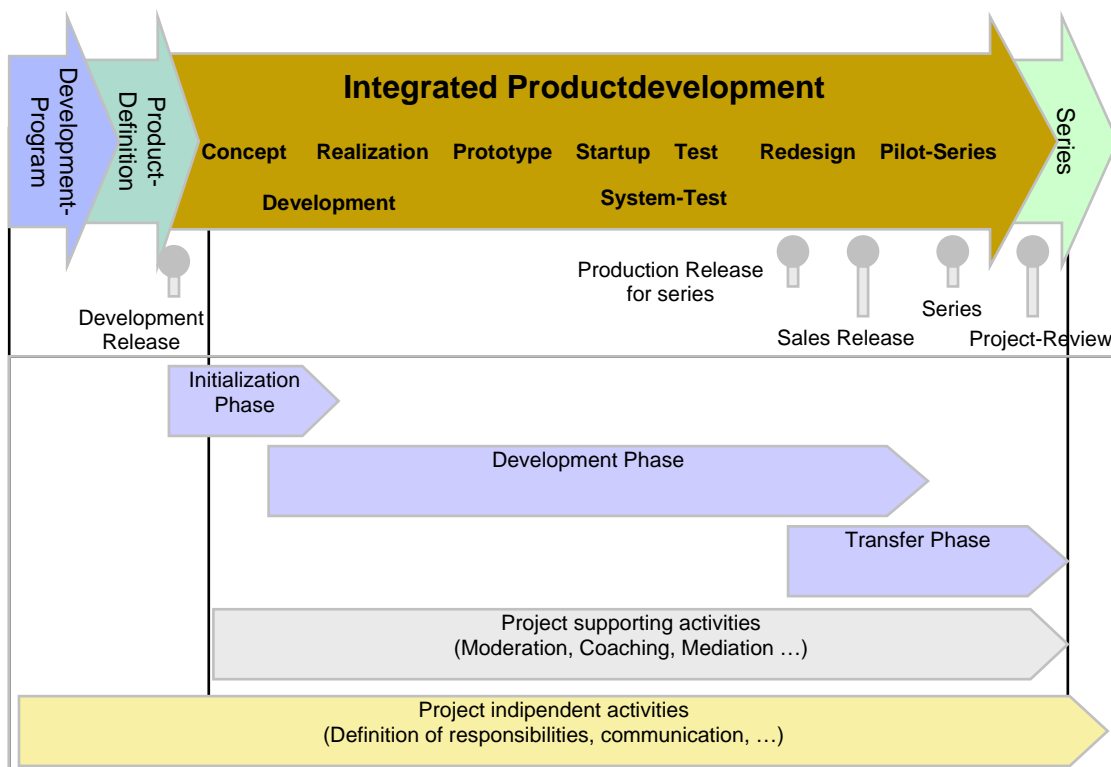 Development-
Program
Product-
Definition
Integrated Productdevelopment
Concept Realization Prototype Startup Test Redesign Pilot-Series
Development System-Test
Series
Development
Release
Production Release
for series
Sales Release
Series
Project-Review
Initialization
Phase
Development Phase
Transfer Phase
Project supporting activities
(Moderation, Coaching, Mediation …)
Project indipendent activities
(Definition of responsibilities, communication, …)